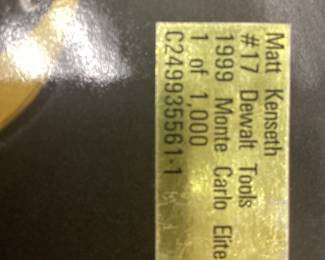 Matt Kenseth
#17 Dewalt Tools
1999 Monte Carlo Elite
1 of 1,000
C249935561-1